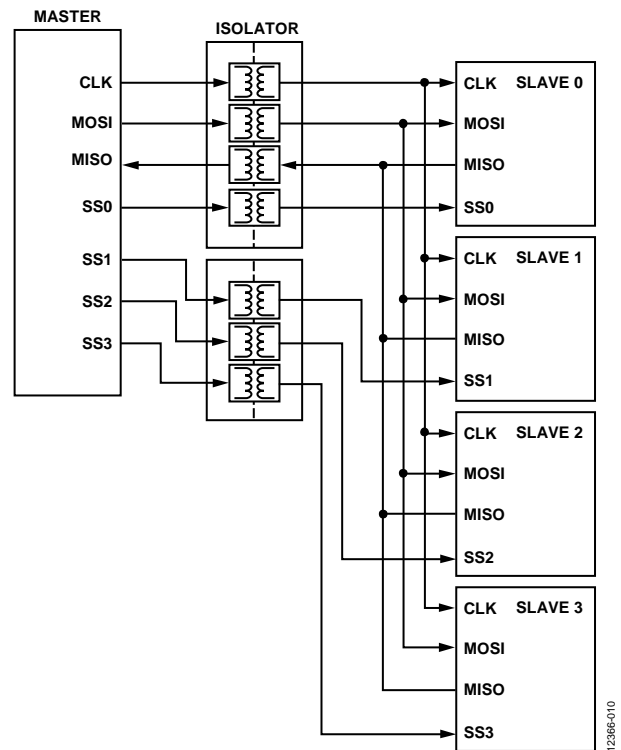 MASTER
ISOLATOR
CLK
MOSI
MISO
SS0
SS1
SS2
SS3
CLK SLAVE 0
MOSI
MISO
SS0
CLK SLAVE 1
MOSI
MISO
SS1
CLK SLAVE 2
MOSI
MISO
SS2
CLK SLAVE 3
MOSI
MISO
SS3
12366-010